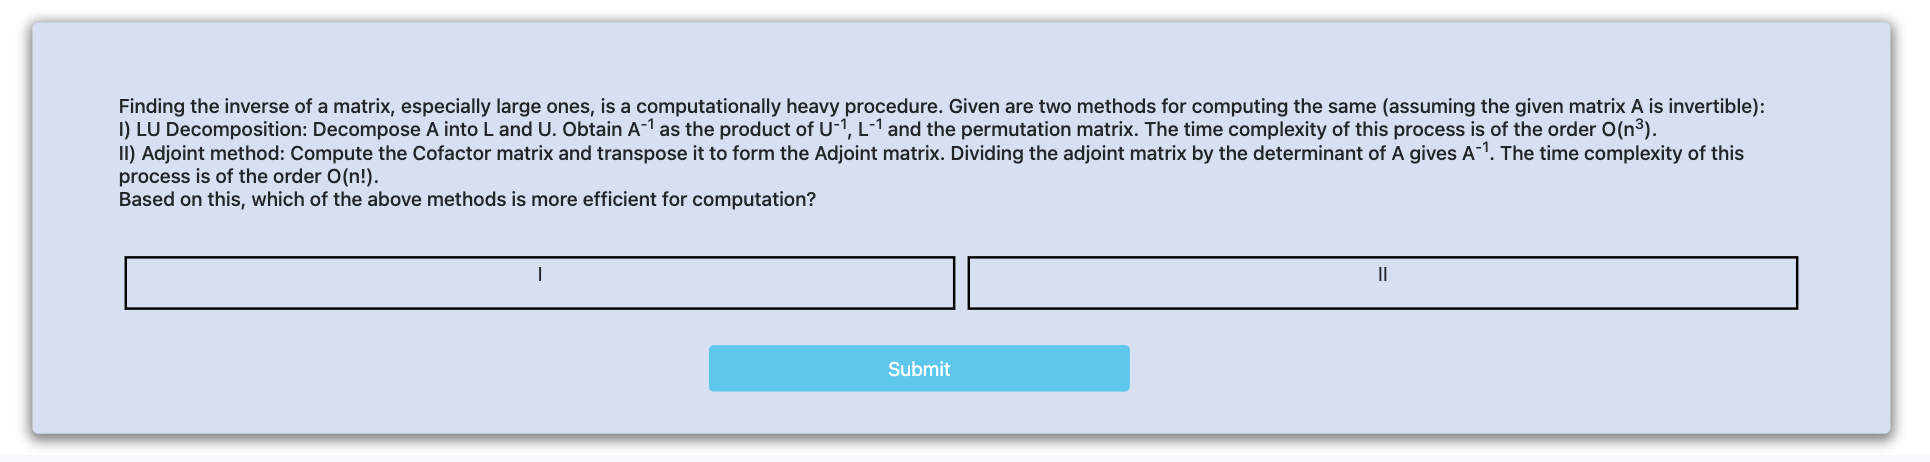 Finding the inverse of a matrix, especially large ones, is a computationally heavy procedure. Given are two methods for computing the same (assuming the given matrix A is invertible):
I) LU Decomposition: Decompose A into L and U. Obtain A⁻¹ as the product of U⁻¹, L⁻¹ and the permutation matrix. The time complexity of this process is of the order O(n³).
II) Adjoint method: Compute the Cofactor matrix and transpose it to form the Adjoint matrix. Dividing the adjoint matrix by the determinant of A gives A⁻¹. The time complexity of this
process is of the order O(n!).
Based on this, which of the above methods is more efficient for computation?
I
II
Submit